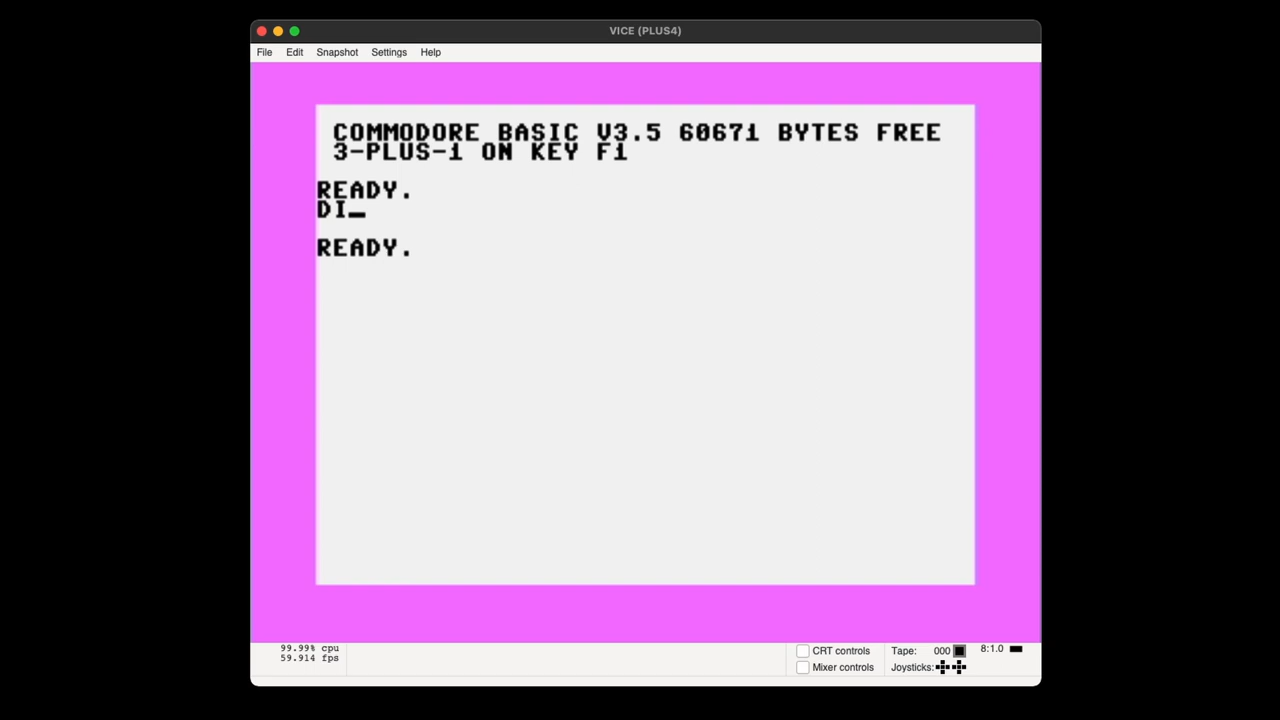 VICE (PLUS4)
File Edit Snapshot Settings Help
COMMODORE BASIC V3.5 60671 BYTES FREE
3-PLUS-1 ON KEY F1
READY.
DI
READY.
99.99% cpu
59.914 fps
CRT controls
Mixer controls
Tape: 000
Joysticks:
8:1.0